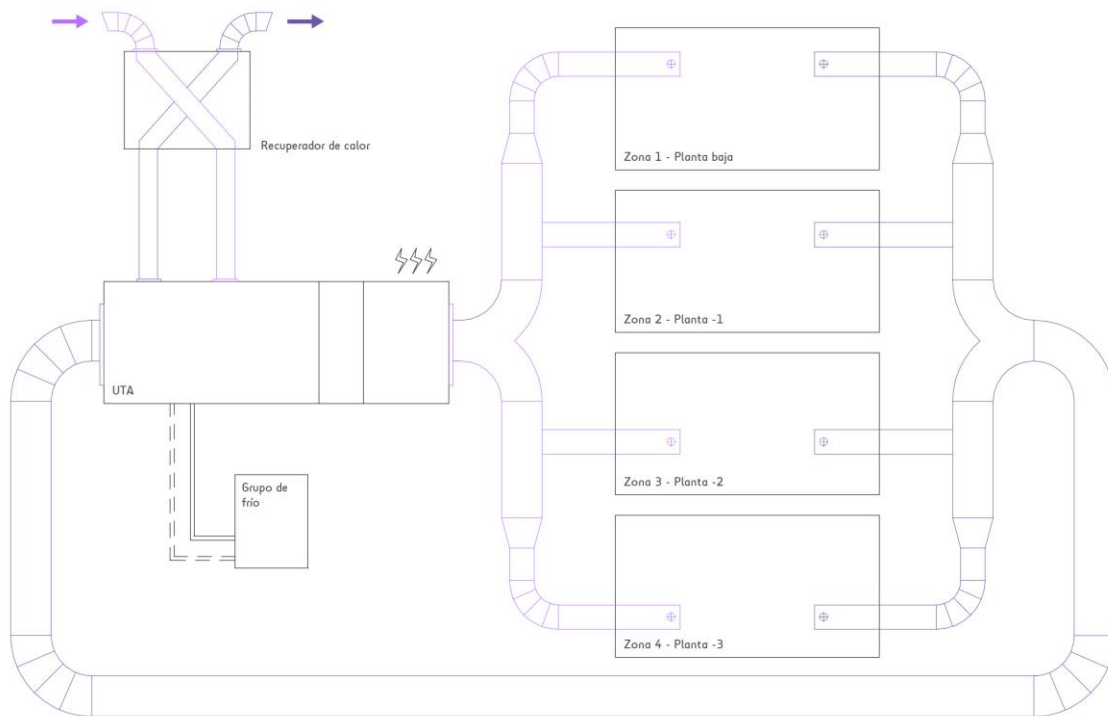 Recuperador de calor
Zona 1 - Planta baja
Zona 2 - Planta -1
UTA
Grupo de
frío
Zona 3 - Planta -2
Zona 4 - Planta -3